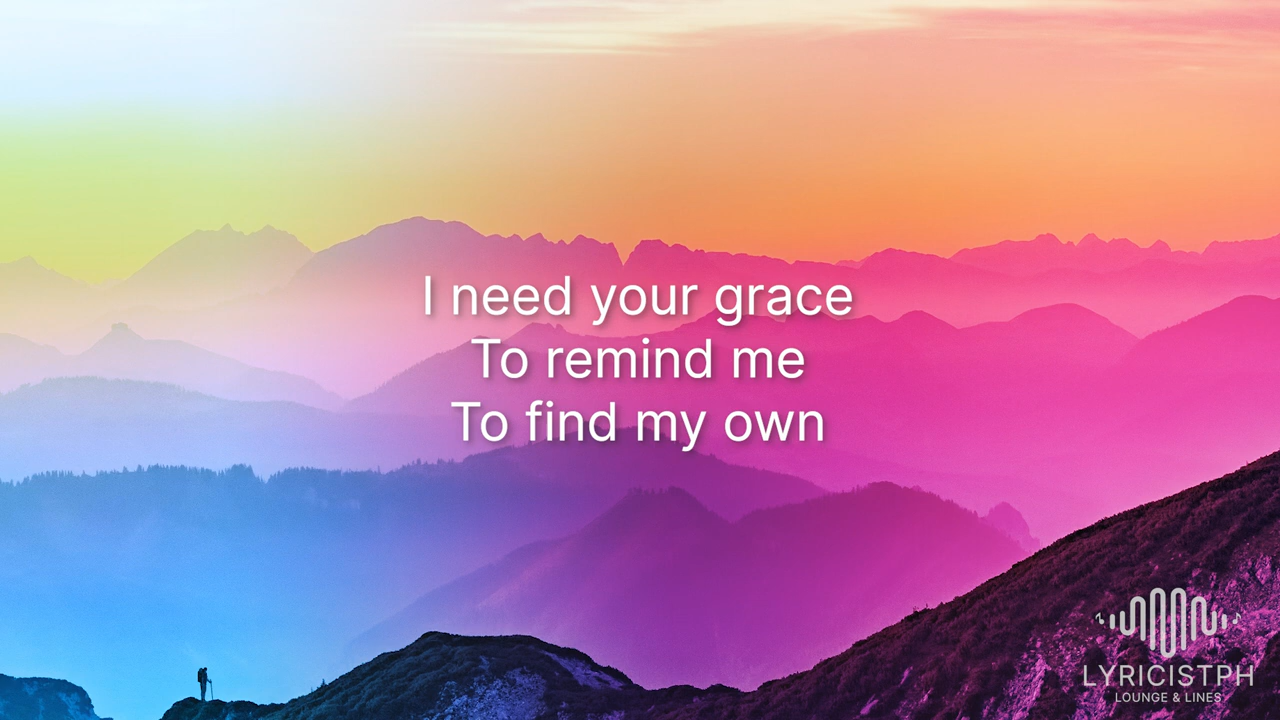 I need your grace
To remind me
To find my own
LYRICISTPH
LOUNGE & LINES